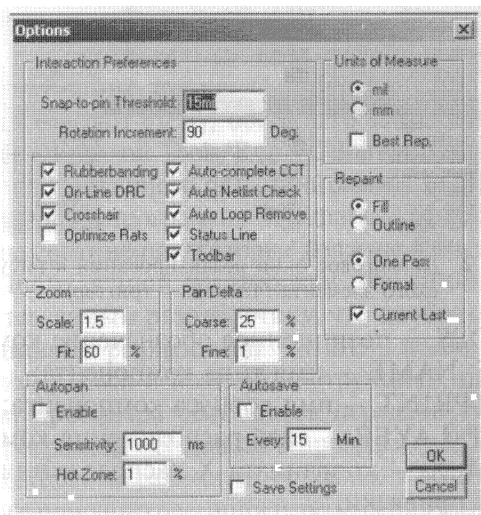 Options
Interaction Preferences
Snap-to-pin Threshold: 15mil
Rotation Increment: 90 Deg.
Rubberbanding
On-Line DRC
Crosshair
Optimize Rats
Auto-complete CCT
Auto Netlist Check
Auto Loop Remove
Status Line
Toolbar
Units of Measure
mil
mm
Best Rep.
Repaint
Fill
Outline
One Pass
Formal
Current Last
Zoom
Scale: 1.5
Fit: 60 %
Pan Delta
Coarse: 25 %
Fine: 1 %
Autopan
Enable
Sensitivity: 1000 ms
Hot Zone: 1 %
Autosave
Enable
Every 15 Min.
Save Settings
OK
Cancel